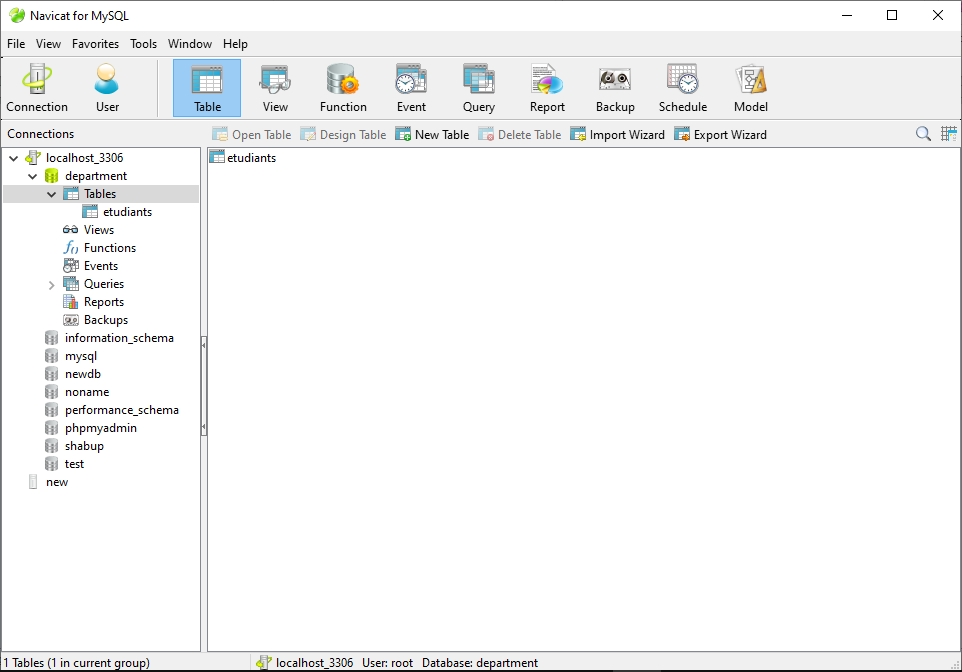 Navicat for MySQL
File View Favorites Tools Window Help
Connection User Table View Function Event Query Report Backup Schedule Model
Connections Open Table Design Table New Table Delete Table Import Wizard Export Wizard
localhost_3306
department
Tables
etudiants
Views
Functions
Events
Queries
Reports
Backups
information_schema
mysql
newdb
noname
performance_schema
phpmyadmin
shabup
test
new
etudiants
1 Tables (1 in current group) localhost_3306 User: root Database: department